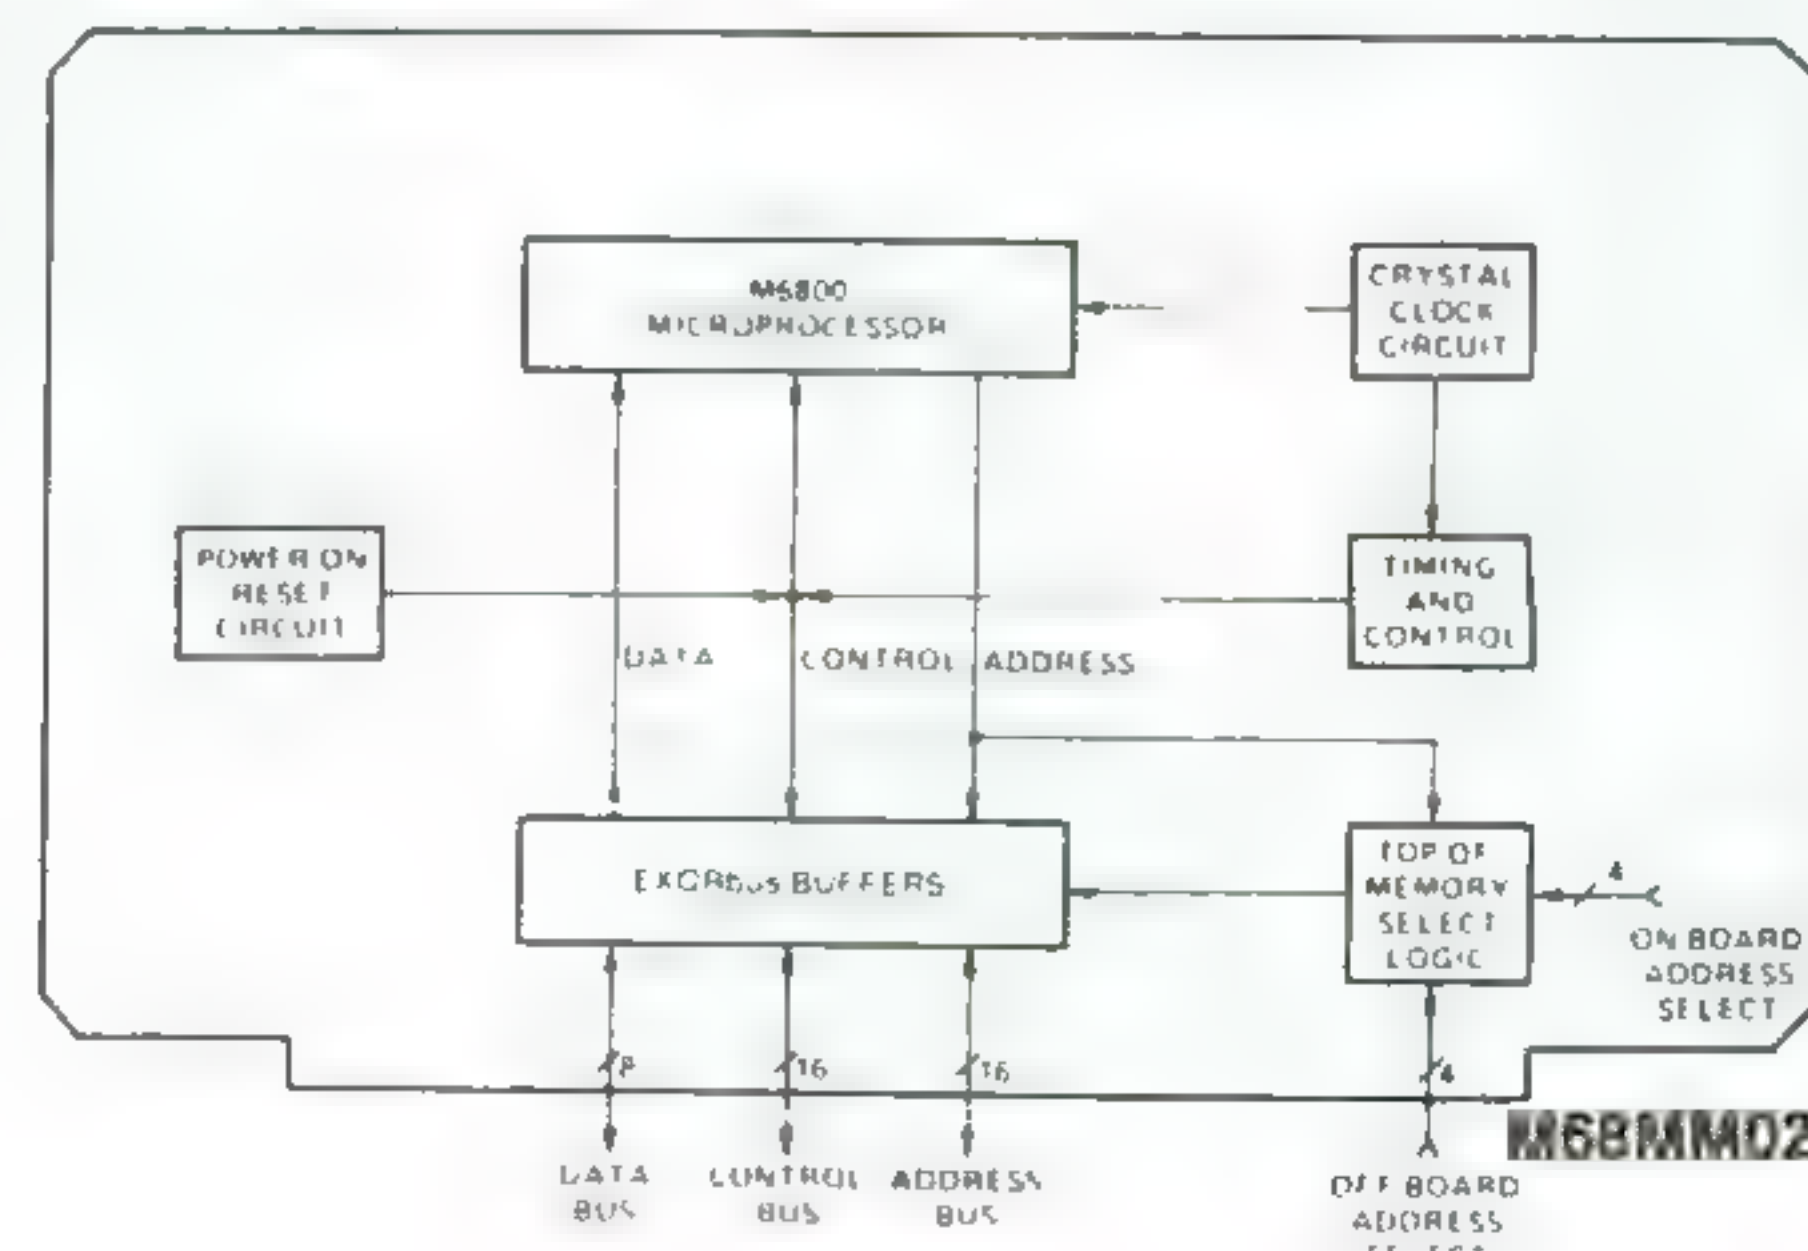 M6800
MICROPROCESSOR
CRYSTAL
CLOCK
CIRCUIT
POWER ON
RESET
CIRCUIT
TIMING
AND
CONTROL
DATA
CONTROL
ADDRESS
EXORbus BUFFERS
TOP OF
MEMORY
SELECT
LOGIC
4
ON BOARD
ADDRESS
SELECT
8
16
16
4
M68MM02
DATA
BUS
CONTROL
BUS
ADDRESS
BUS
OFF BOARD
ADDRESS